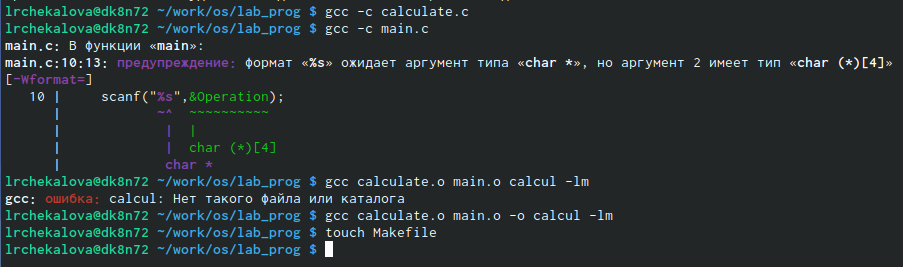 lrchekalova@dk8n72 ~/work/os/lab_prog $ gcc -c calculate.c
lrchekalova@dk8n72 ~/work/os/lab_prog $ gcc -c main.c
main.c: В функции «main»:
main.c:10:13: предупреждение: формат «%s» ожидает аргумент типа «char *», но аргумент 2 имеет тип «char (*)[4]»
[-Wformat=]
   10 |     scanf("%s",&Operation);
      |            ~^  ~~~~~~~~~~
      |             |  |
      |             |  char (*)[4]
      |             char *
lrchekalova@dk8n72 ~/work/os/lab_prog $ gcc calculate.o main.o calcul -lm
gcc: ошибка: calcul: Нет такого файла или каталога
lrchekalova@dk8n72 ~/work/os/lab_prog $ gcc calculate.o main.o -o calcul -lm
lrchekalova@dk8n72 ~/work/os/lab_prog $ touch Makefile
lrchekalova@dk8n72 ~/work/os/lab_prog $